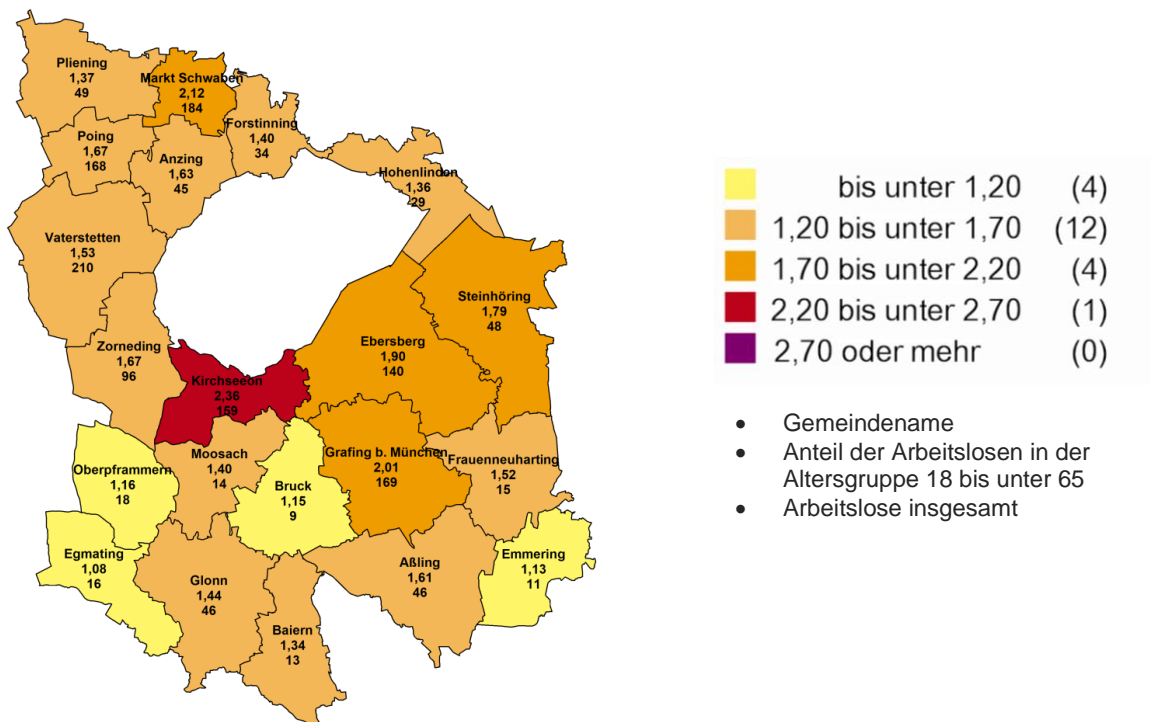 Pliening
1,37
49
Markt Schwaben
2,12
184
Forstinning
1,40
34
Poing
1,67
168
Anzing
1,63
45
Hohenlinden
1,36
29
Vaterstetten
1,53
210
Steinhöring
1,79
48
Zorneding
1,67
96
Ebersberg
1,90
140
Kirchseeon
2,36
159
Oberpframmern
1,16
18
Moosach
1,40
14
Bruck
1,15
9
Grafing b. München
2,01
169
Frauenneuharting
1,52
15
Egmating
1,08
16
Glonn
1,44
46
Baiern
1,34
13
Aßling
1,61
46
Emmering
1,13
11
bis unter 1,20 (4)
1,20 bis unter 1,70 (12)
1,70 bis unter 2,20 (4)
2,20 bis unter 2,70 (1)
2,70 oder mehr (0)
• Gemeindename
• Anteil der Arbeitslosen in der
Altersgruppe 18 bis unter 65
• Arbeitslose insgesamt